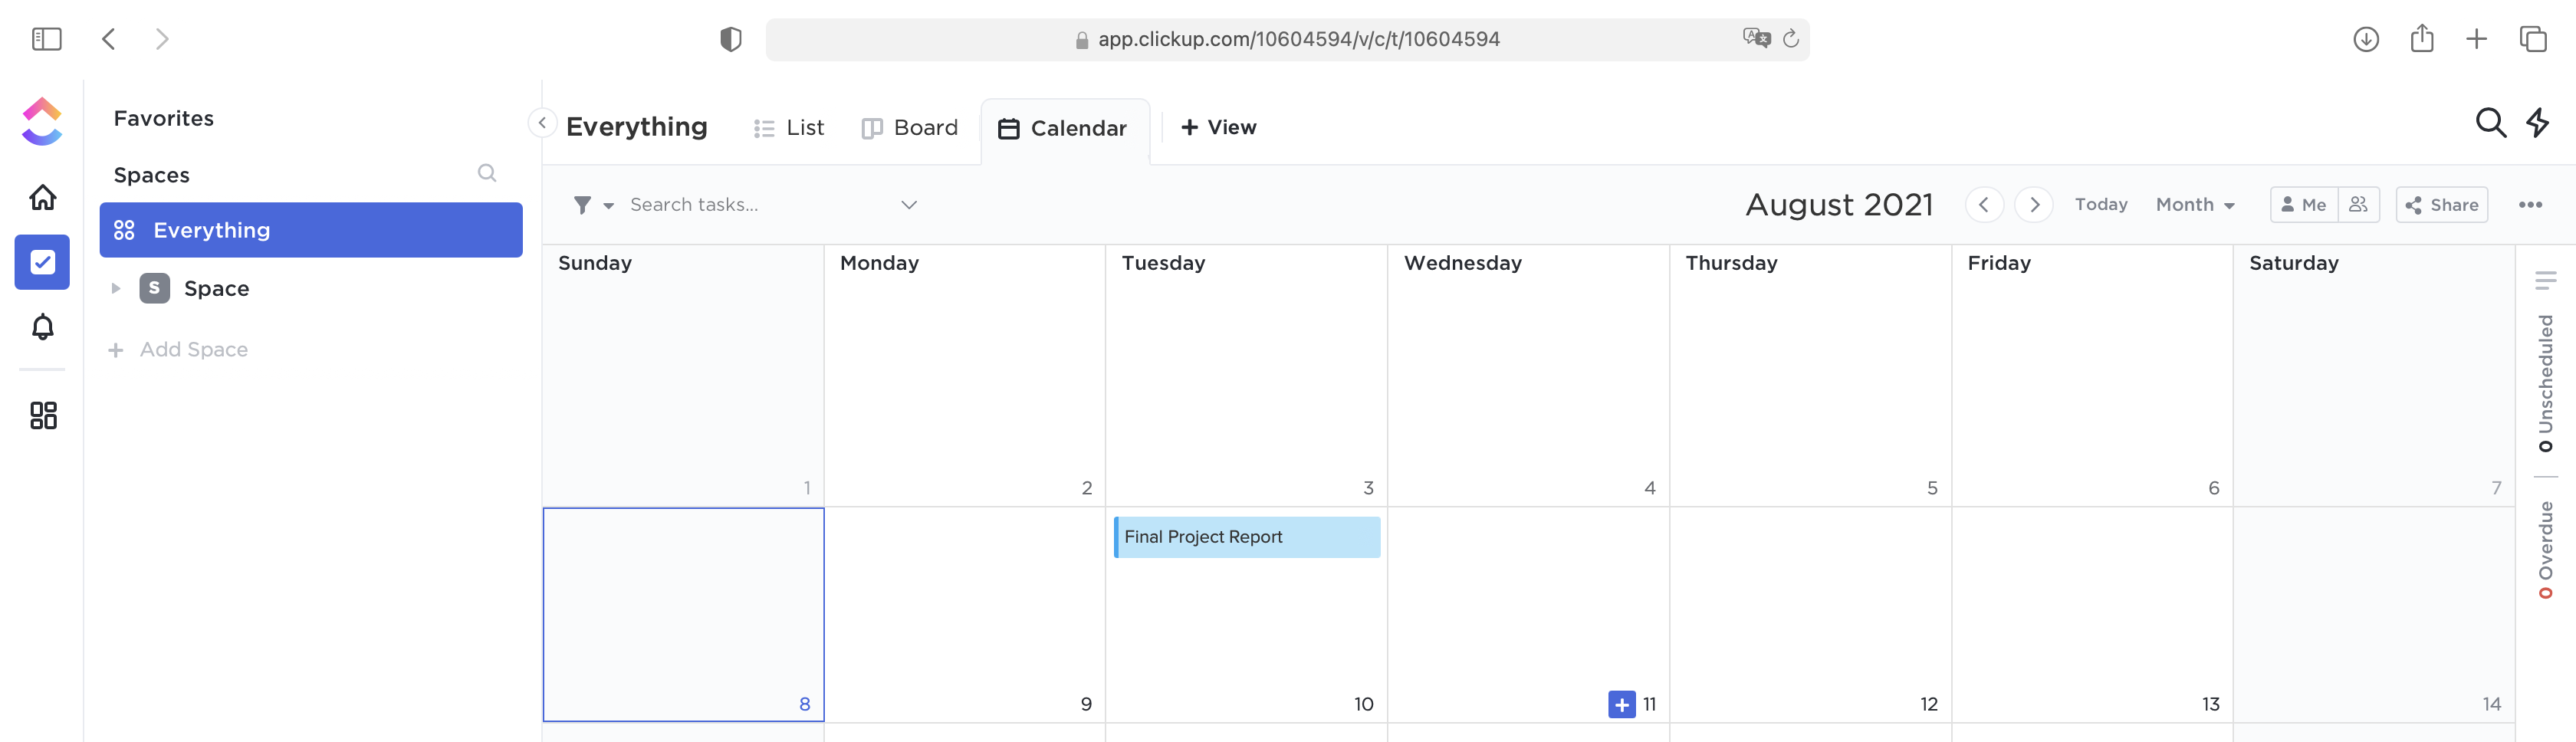 app.clickup.com/10604594/v/c/t/10604594
Favorites
Spaces
Everything
S Space
+ Add Space
Everything List Board Calendar + View
Search tasks... August 2021 Today Month Me Share
Sunday Monday Tuesday Wednesday Thursday Friday Saturday
1 2 3 4 5 6 7
Final Project Report
8 9 10 + 11 12 13 14
0 Unscheduled
0 Overdue